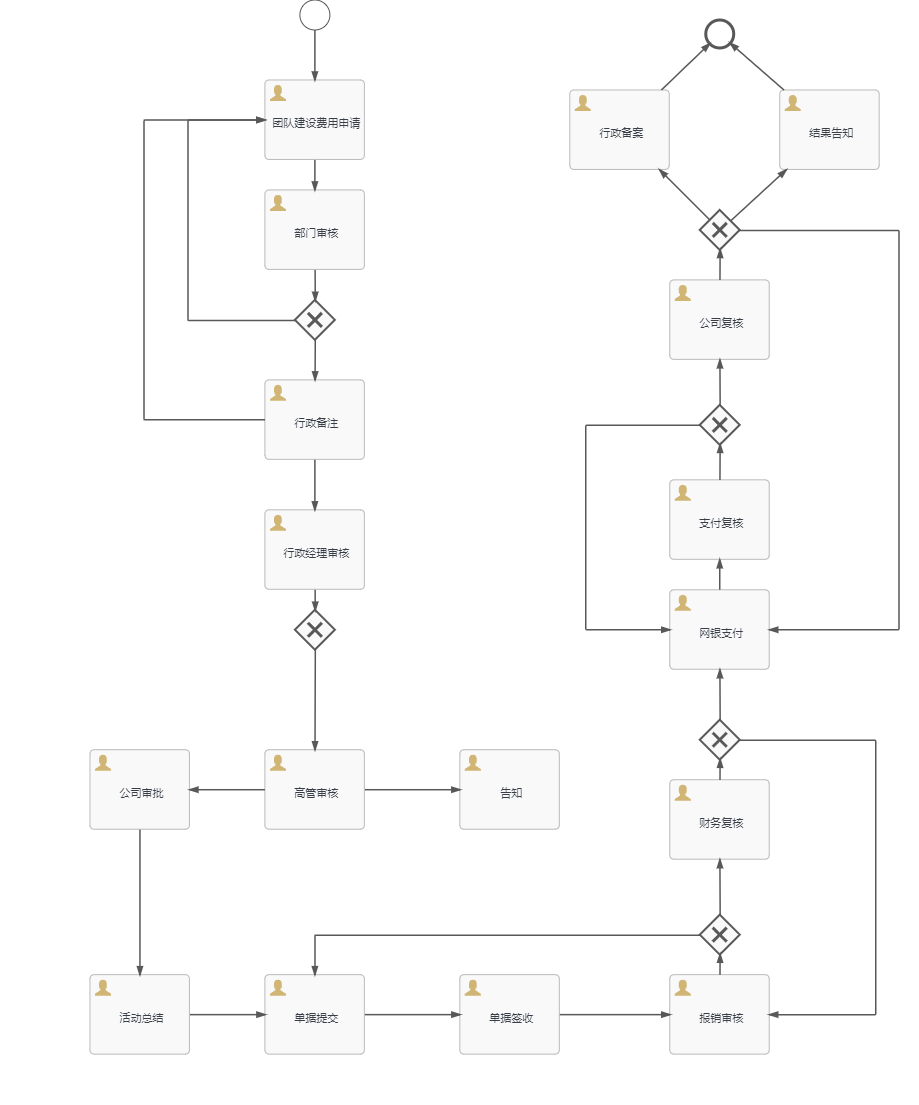 团队建设费用申请
部门审核
行政备注
行政经理审核
高管审核
公司审批
告知
活动总结
单据提交
单据签收
报销审核
财务复核
网银支付
支付复核
公司复核
行政备案
结果告知